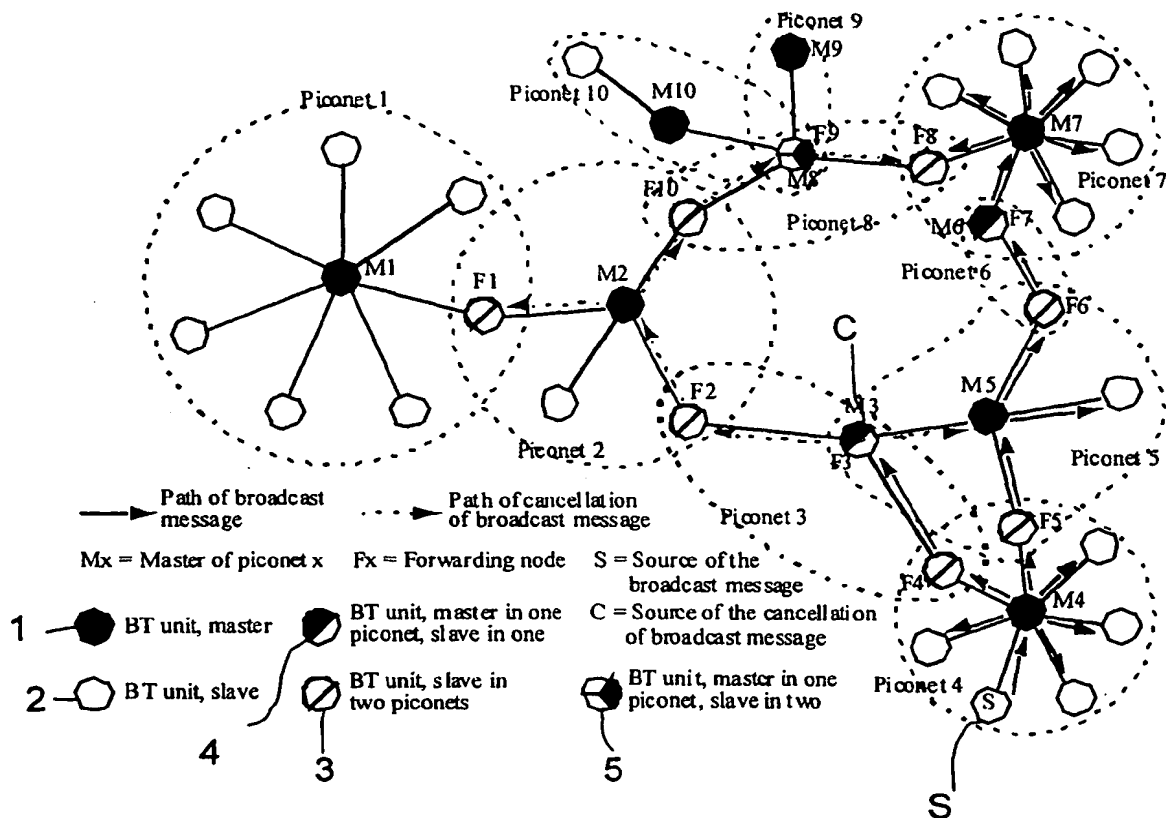 Piconet 9
M9
Piconet 1
Piconet 10
M10
F9
F8
M7
M8
F10
Piconet 8
Piconet 7
M6
F7
M1
F1
M2
Piconet 6
F6
C
F2
M3
M5
F3
Piconet 2
Piconet 5
Path of broadcast
message
Path of cancellation
of broadcast message
Piconet 3
F5
Mx = Master of piconet x
Fx = Forwarding node
S = Source of the
broadcast message
F4
M4
1
BT unit, master
BT unit, master in one
piconet, slave in one
C = Source of the cancellation
of broadcast message
2
BT unit, slave
BT unit, slave in
two piconets
BT unit, master in one
piconet, slave in two
Piconet 4
S
4
3
5
S